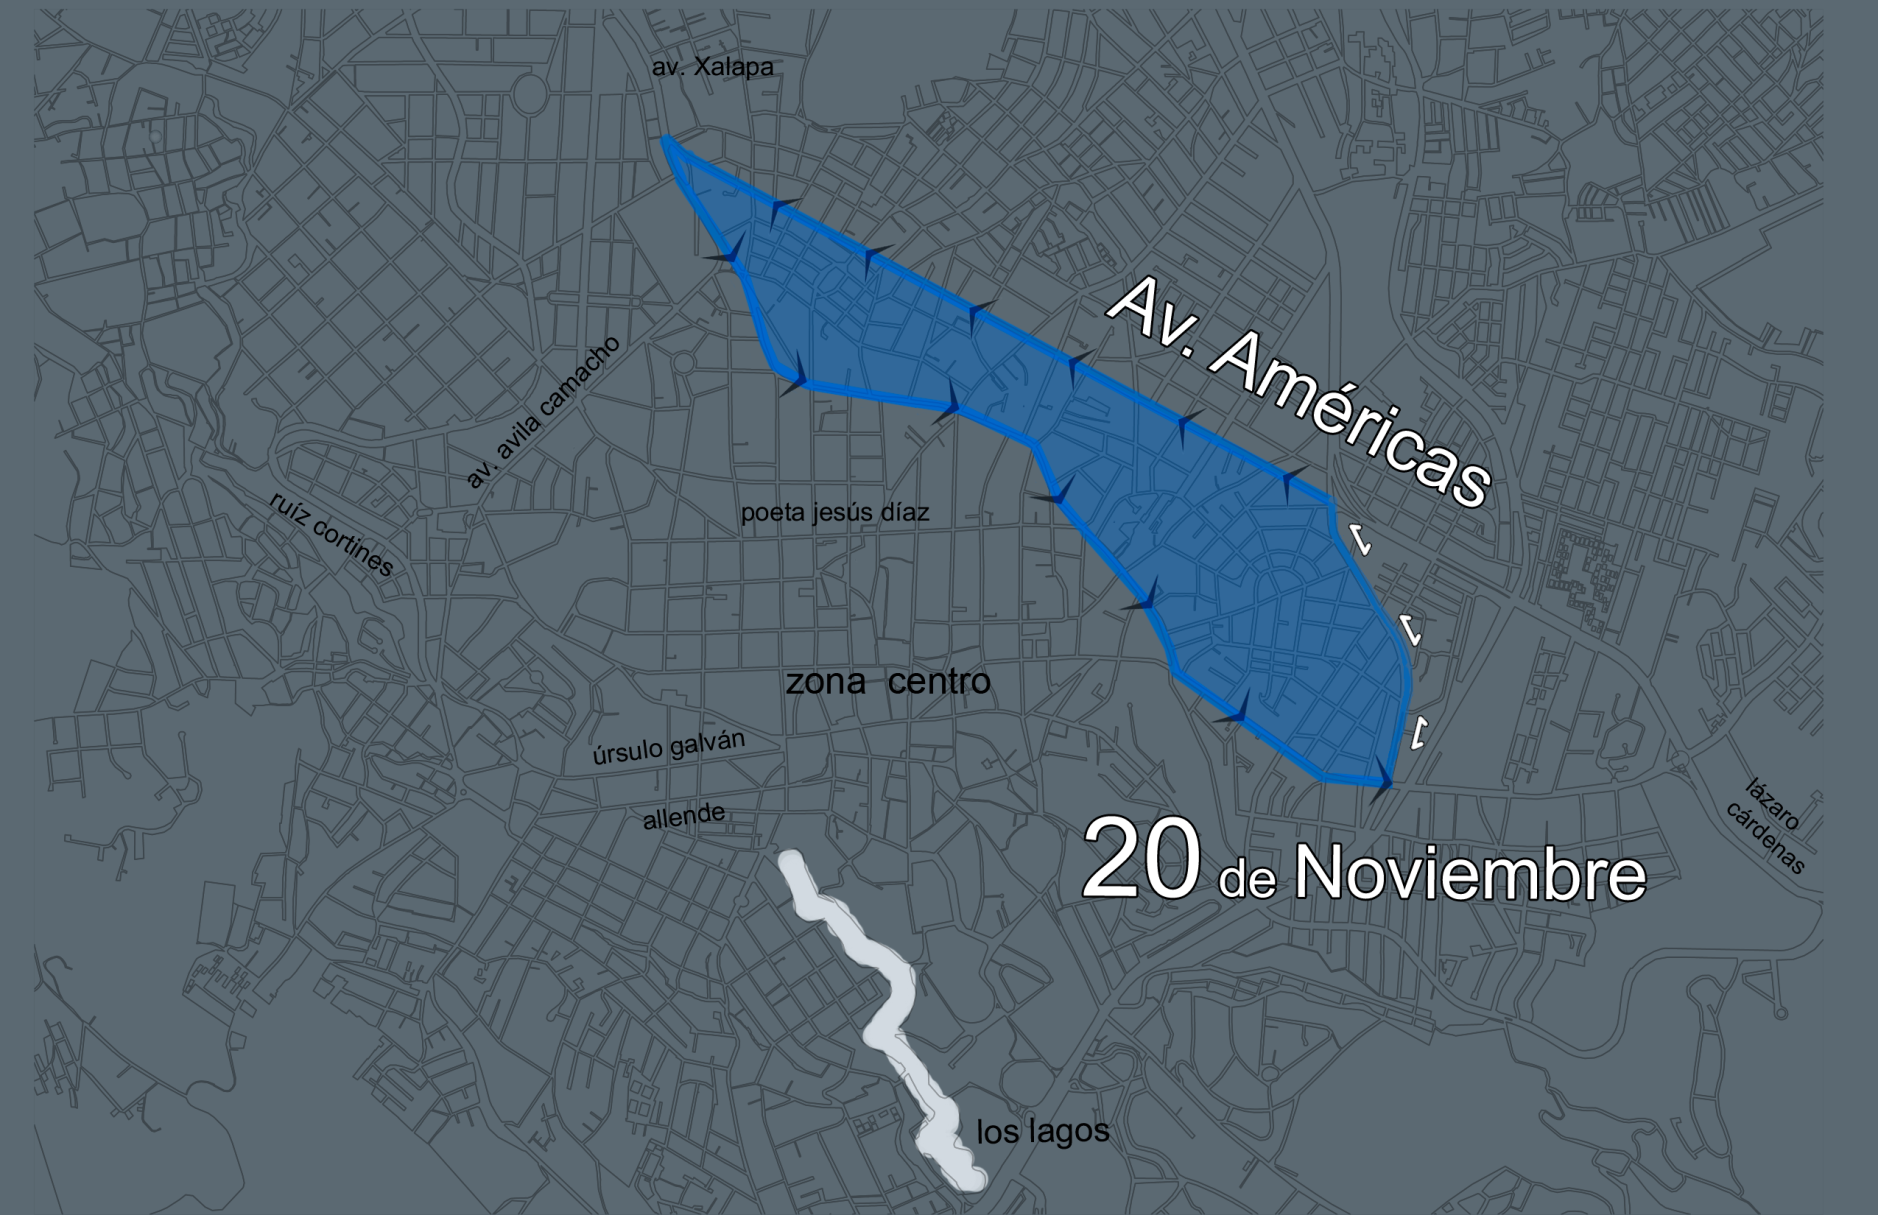 av. Xalapa
Av. Américas
av. avila camacho
ruíz cortines
poeta jesús díaz
zona centro
úrsulo galván
allende
20 de Noviembre
lázaro
cárdenas
los lagos